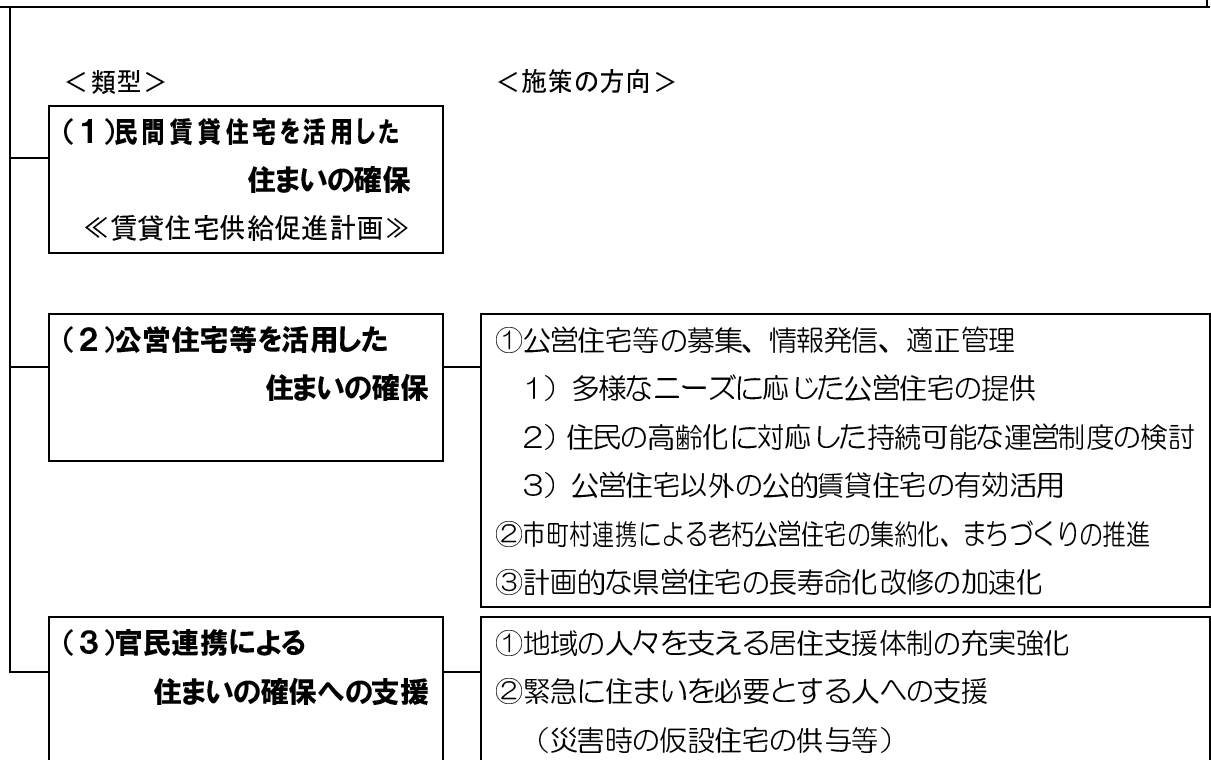 ＜類型＞
＜施策の方向＞
（１）民間賃貸住宅を活用した
住まいの確保
≪賃貸住宅供給促進計画≫
（２）公営住宅等を活用した
住まいの確保
①公営住宅等の募集、情報発信、適正管理
１）多様なニーズに応じた公営住宅の提供
２）住民の高齢化に対応した持続可能な運営制度の検討
３）公営住宅以外の公的賃貸住宅の有効活用
②市町村連携による老朽公営住宅の集約化、まちづくりの推進
③計画的な県営住宅の長寿命化改修の加速化
（３）官民連携による
住まいの確保への支援
①地域の人々を支える居住支援体制の充実強化
②緊急に住まいを必要とする人への支援
（災害時の仮設住宅の供与等）